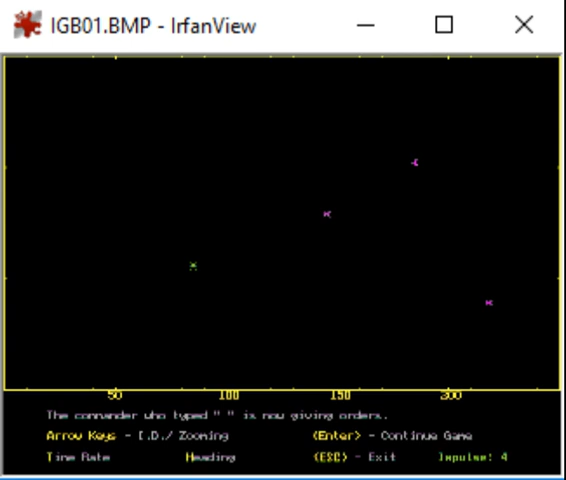 IGB01.BMP - IrfanView
50 100 150 200
The commander who typed " " is now giving orders.
Arrow Keys - I.D./ Zooming <Enter> - Continue Game
Time Rate Heading <ESC> - Exit Impulse: 4